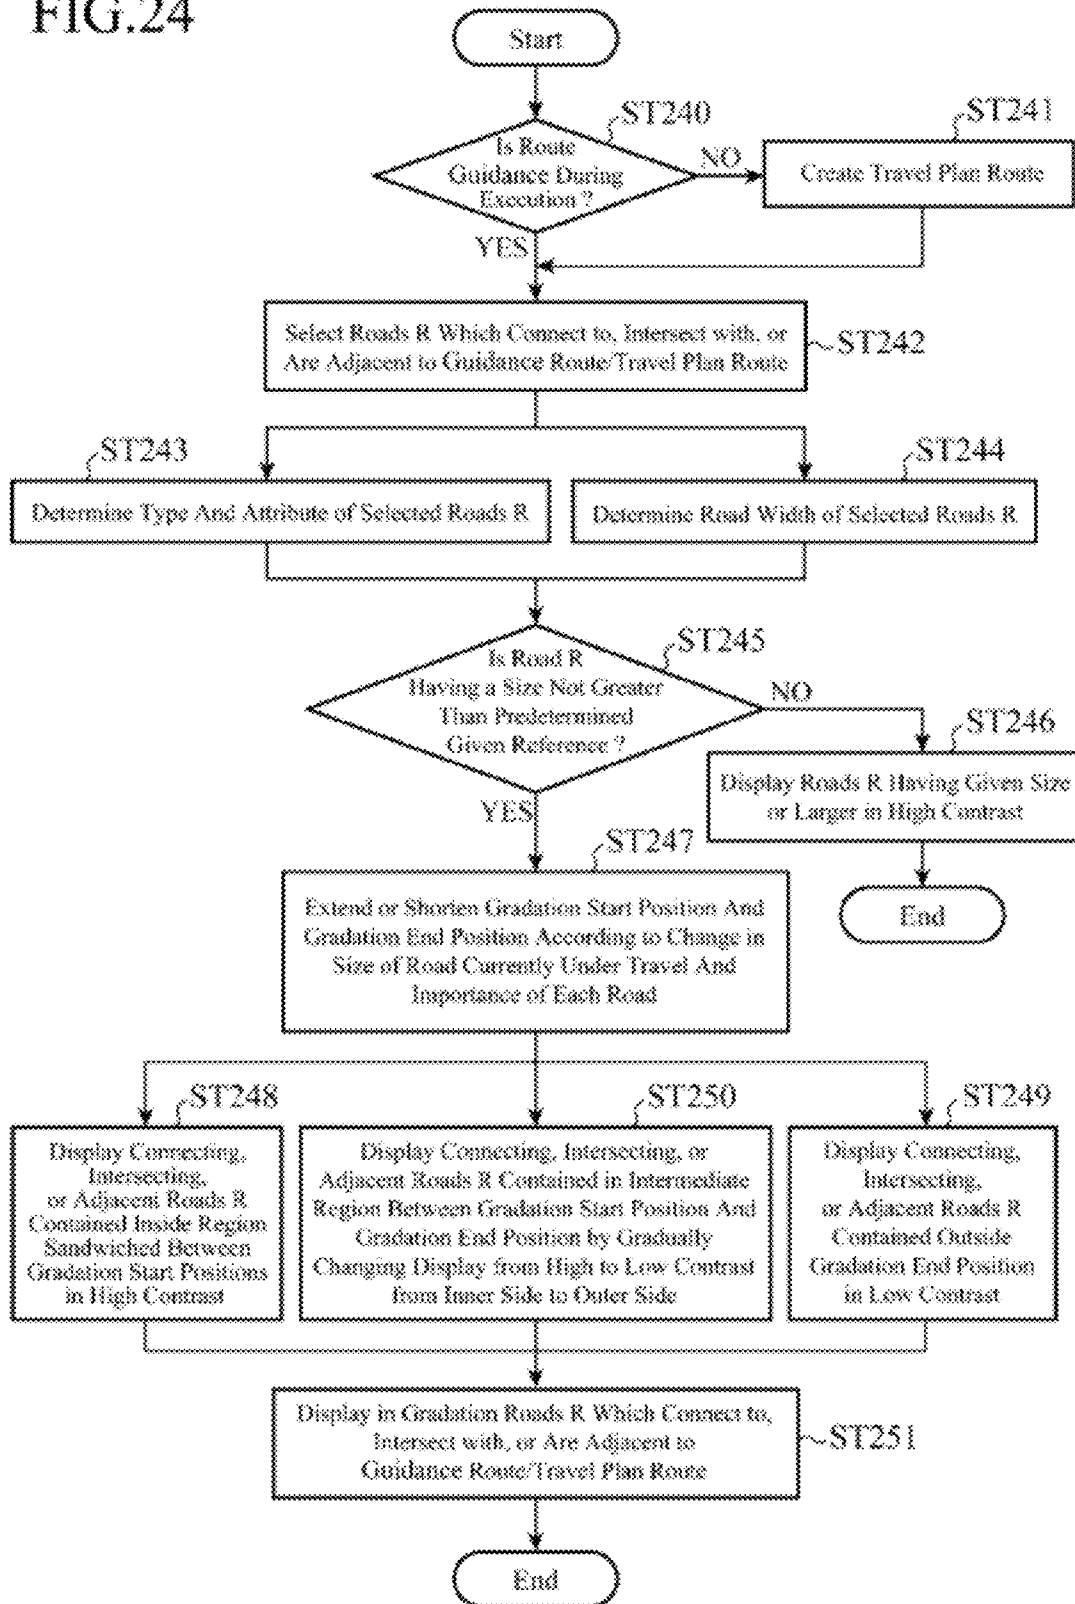 FIG.24
Start
ST240
Is Route
Guidance During
Execution ?
NO
ST241
Create Travel Plan Route
YES
Select Roads R Which Connect to, Intersect with, or
Are Adjacent to Guidance Route/Travel Plan Route
ST242
ST243
Determine Type And Attribute of Selected Roads R
ST244
Determine Road Width of Selected Roads R
ST245
Is Road R
Having a Size Not Greater
Than Predetermined
Given Reference ?
NO
ST246
Display Roads R Having Given Size
or Larger in High Contrast
End
YES
ST247
Extend or Shorten Gradation Start Position And
Gradation End Position According to Change in
Size of Road Currently Under Travel And
Importance of Each Road
ST248
Display Connecting,
Intersecting,
or Adjacent Roads R
Contained Inside Region
Sandwiched Between
Gradation Start Positions
in High Contrast
ST250
Display Connecting, Intersecting, or
Adjacent Roads R Contained in Intermediate
Region Between Gradation Start Position And
Gradation End Position by Gradually
Changing Display from High to Low Contrast
from Inner Side to Outer Side
ST249
Display Connecting,
Intersecting,
or Adjacent Roads R
Contained Outside
Gradation End Position
in Low Contrast
Display in Gradation Roads R Which Connect to,
Intersect with, or Are Adjacent to
Guidance Route/Travel Plan Route
ST251
End